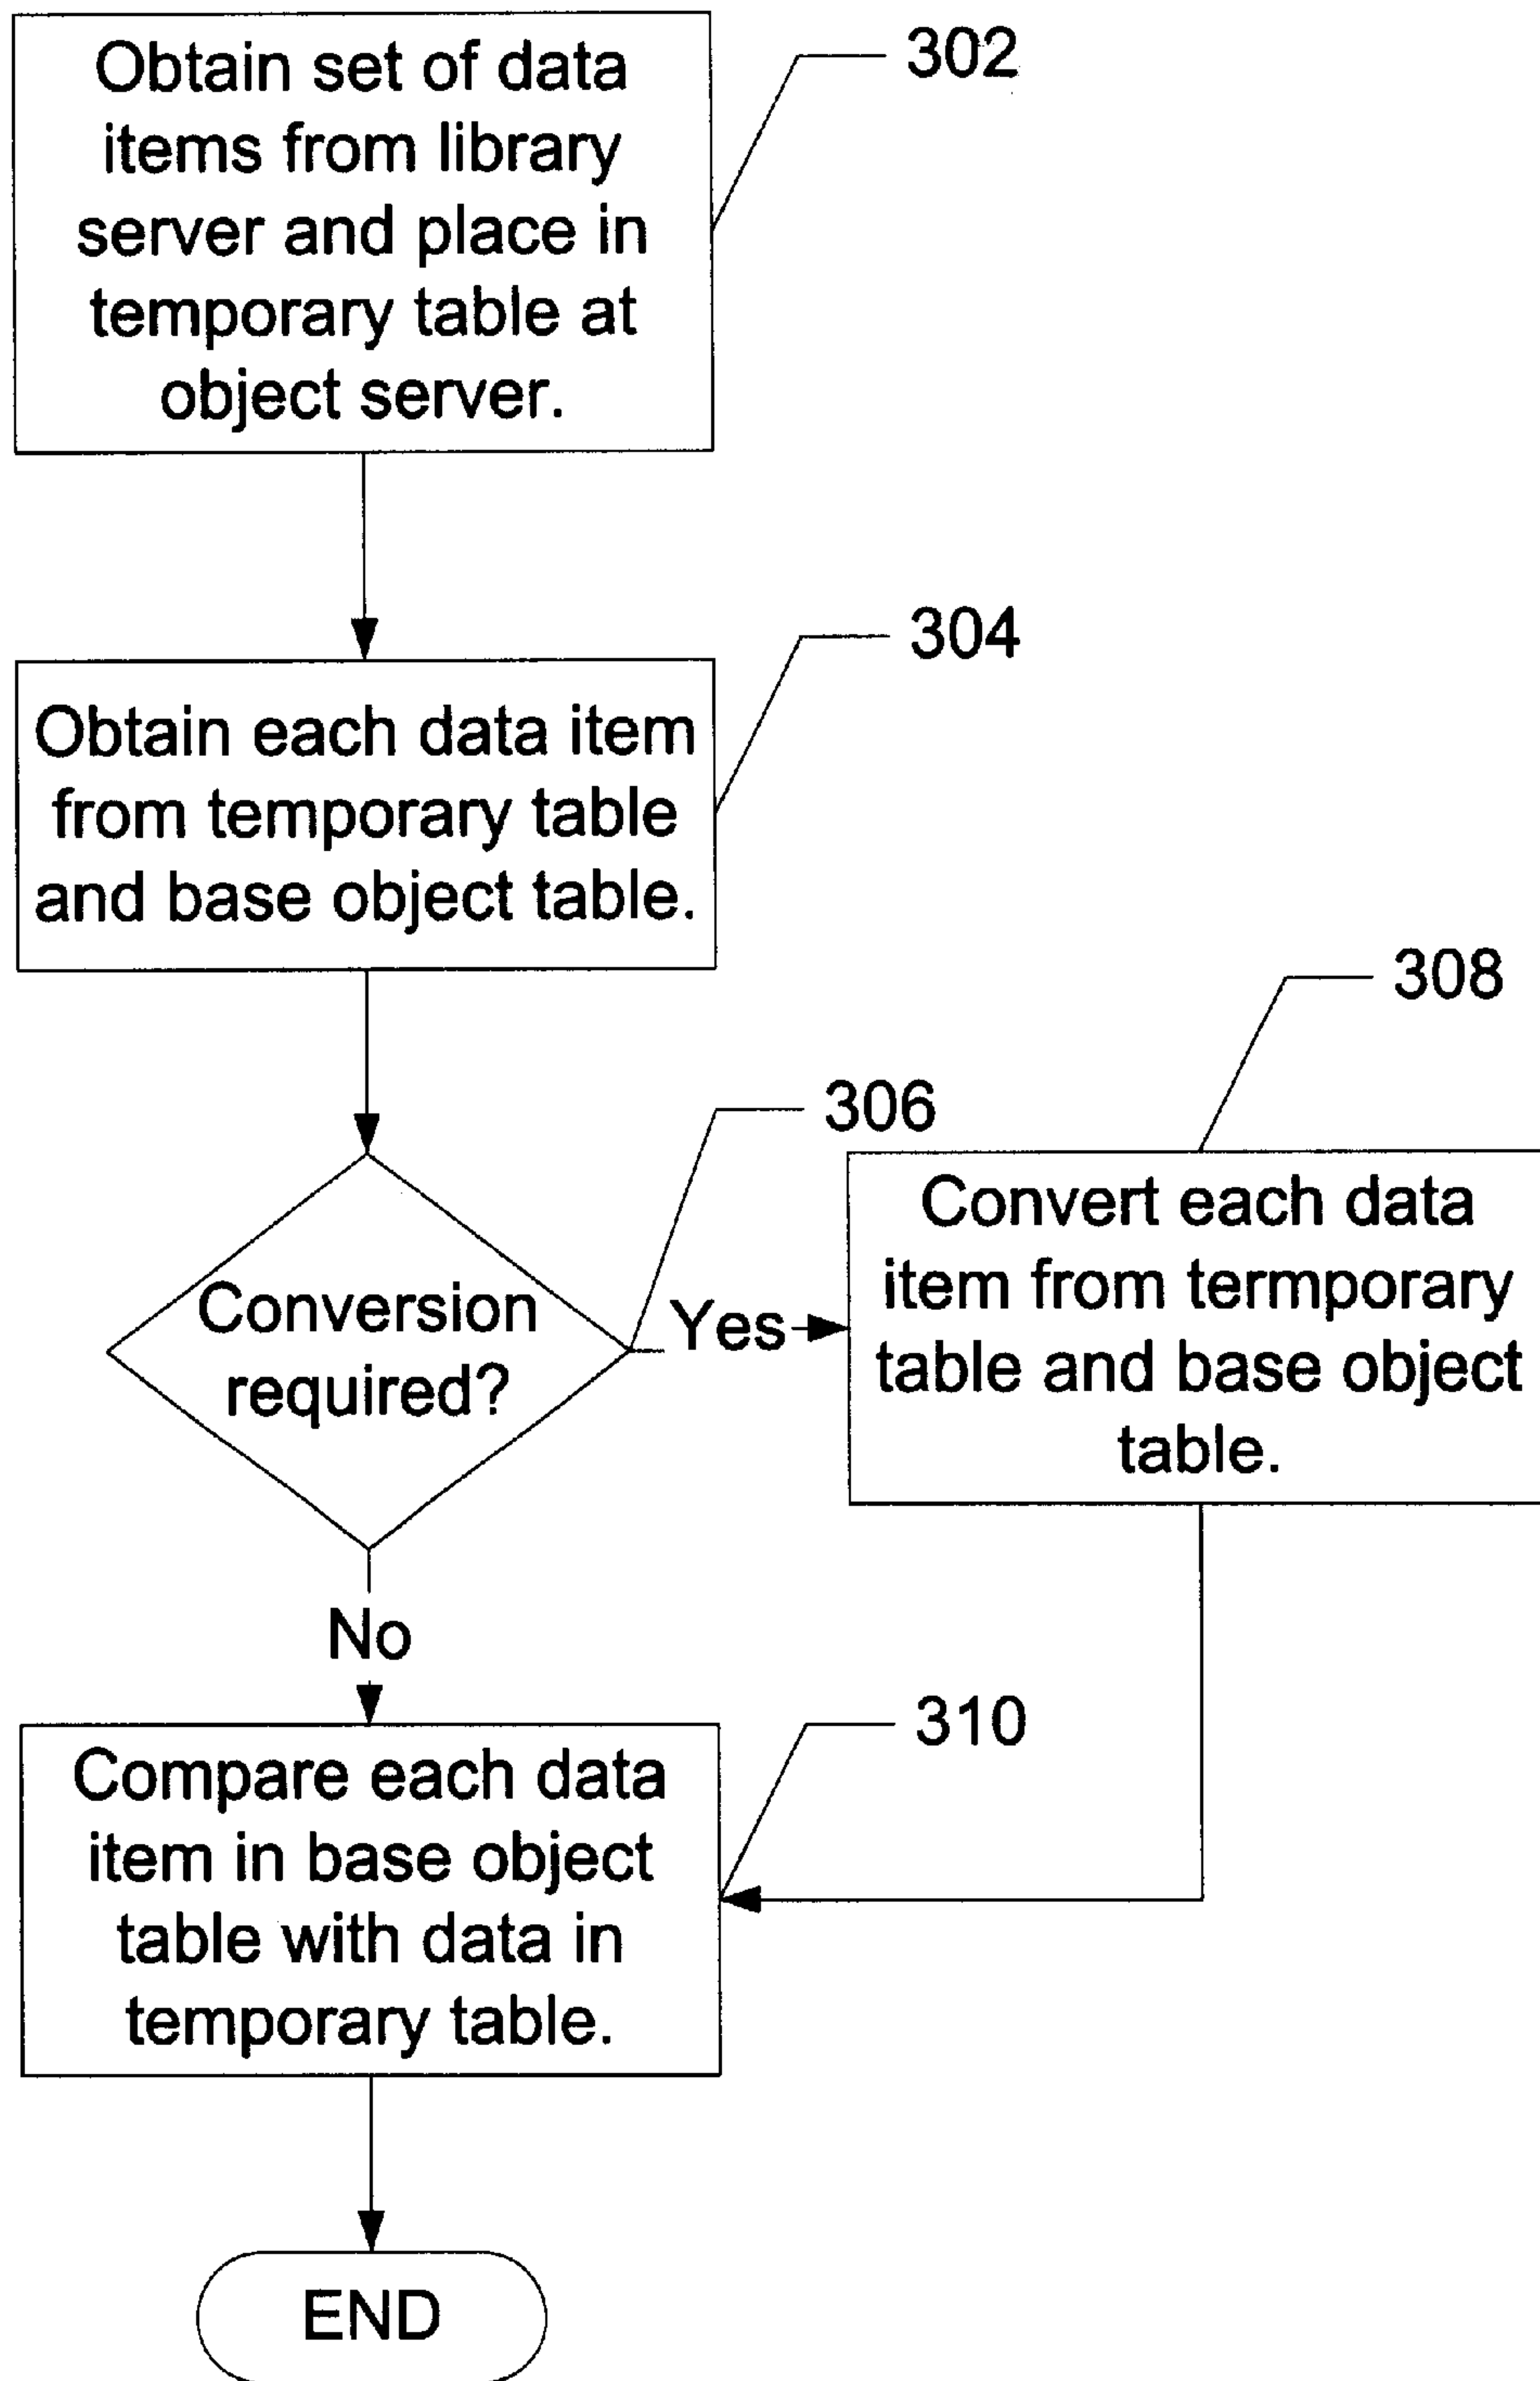 Obtain set of data
items from library
server and place in
temporary table at
object server.
302
Obtain each data item
from temporary table
and base object table.
304
Conversion
required?
306
Yes
Convert each data
item from termporary
table and base object
table.
308
No
Compare each data
item in base object
table with data in
temporary table.
310
END